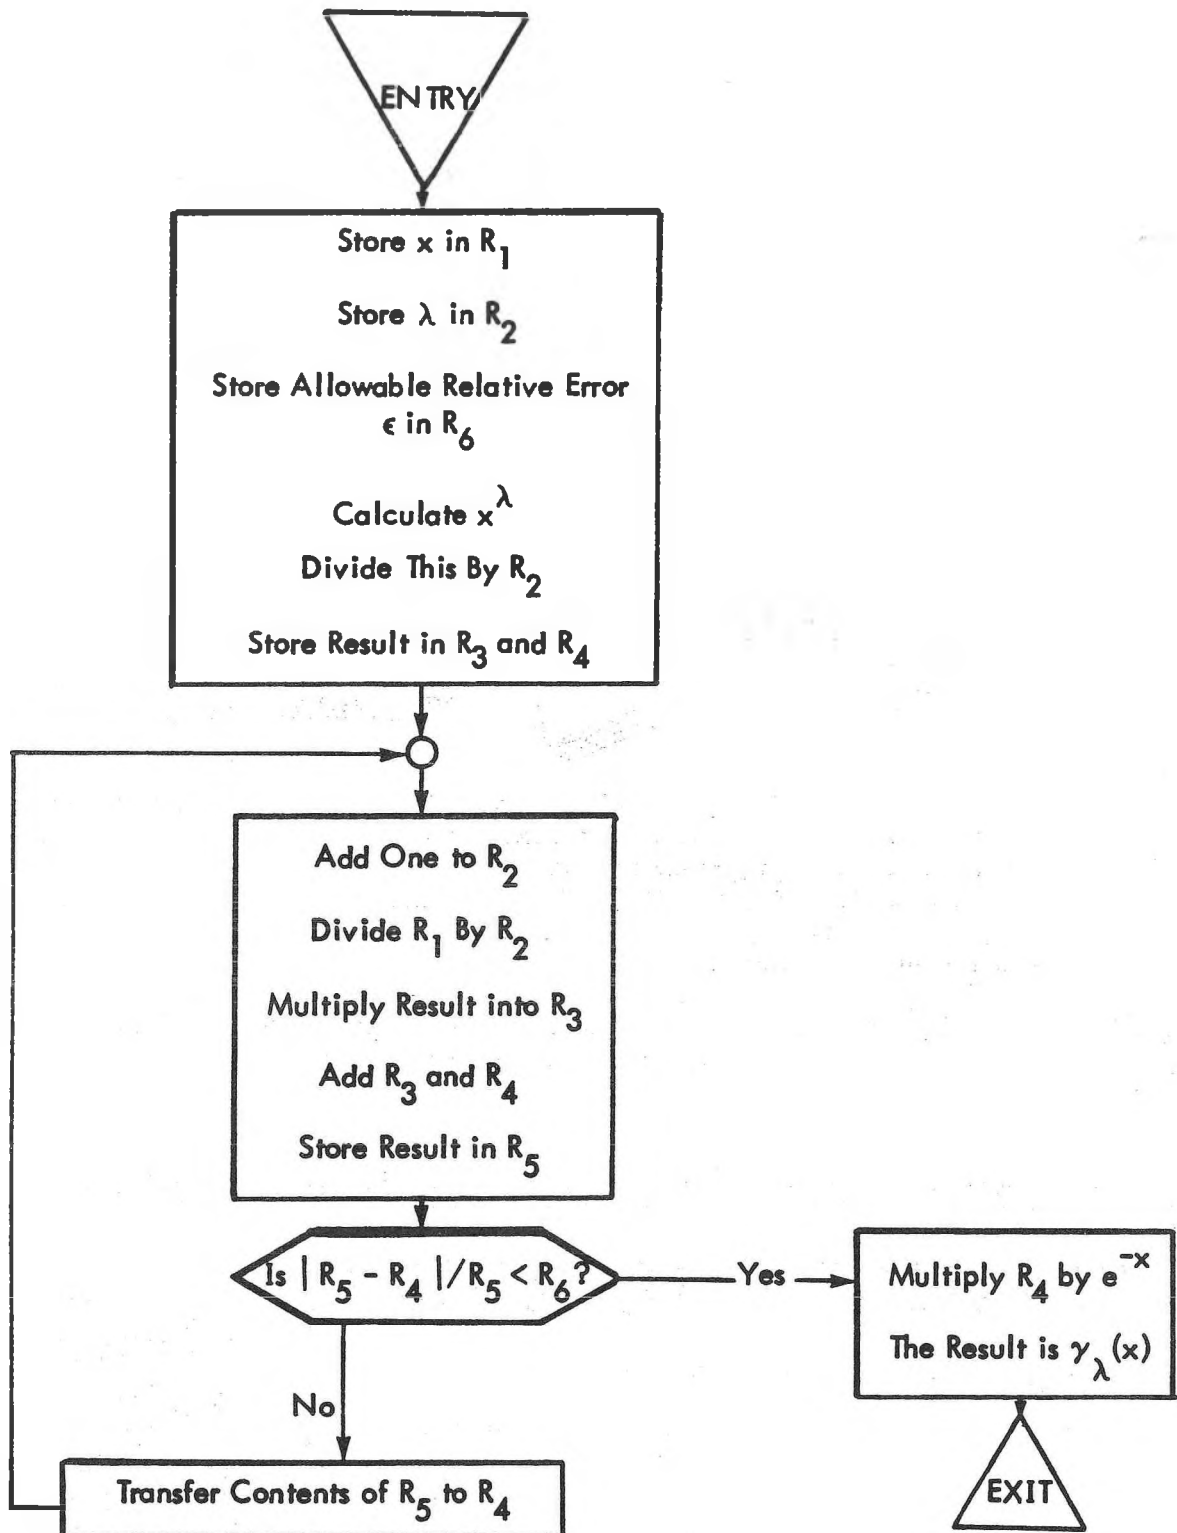 ENTRY
Store x in R₁
Store λ in R₂
Store Allowable Relative Error
ϵ in R₆
Calculate x^λ
Divide This By R₂
Store Result in R₃ and R₄
Add One to R₂
Divide R₁ By R₂
Multiply Result into R₃
Add R₃ and R₄
Store Result in R₅
Is | R₅ - R₄ |/R₅ < R₆?
Yes
Multiply R₄ by e^-x
The Result is γ_λ(x)
No
Transfer Contents of R₅ to R₄
EXIT